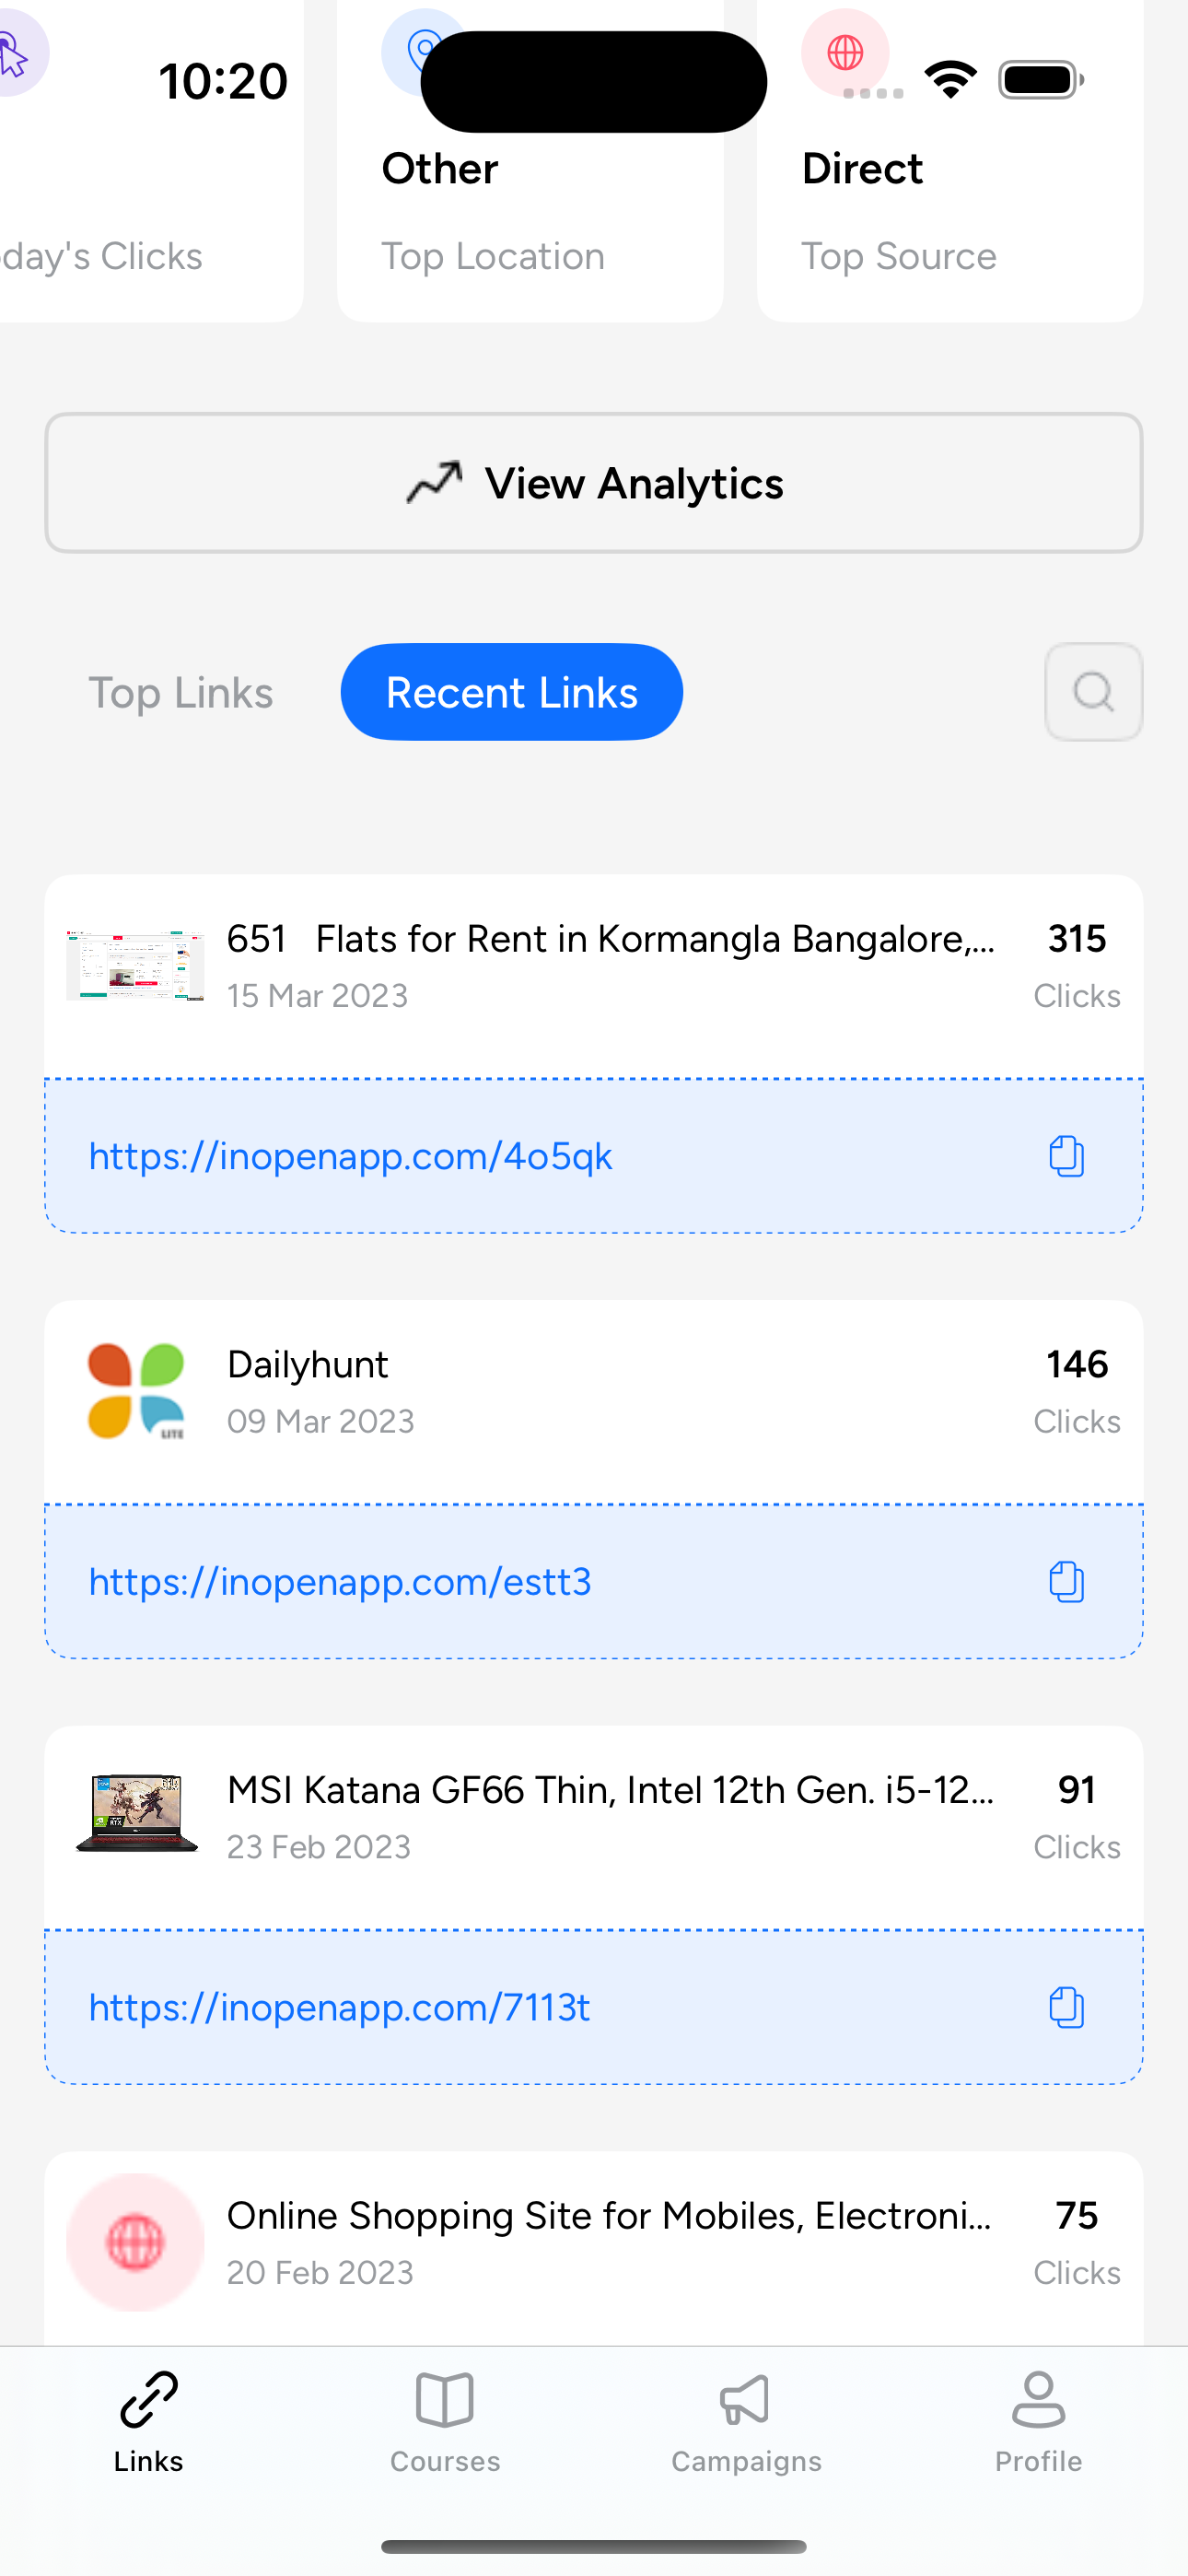 10:20
Other
Direct
day's Clicks
Top Location
Top Source
View Analytics
Top Links
Recent Links
651 Flats for Rent in Kormangla Bangalore,...
315
15 Mar 2023
Clicks
https://inopenapp.com/4o5qk
Dailyhunt
146
LITE
09 Mar 2023
Clicks
https://inopenapp.com/estt3
MSI Katana GF66 Thin, Intel 12th Gen. i5-12...
91
23 Feb 2023
Clicks
https://inopenapp.com/7113t
Online Shopping Site for Mobiles, Electroni...
75
20 Feb 2023
Clicks
Links
Courses
Campaigns
Profile